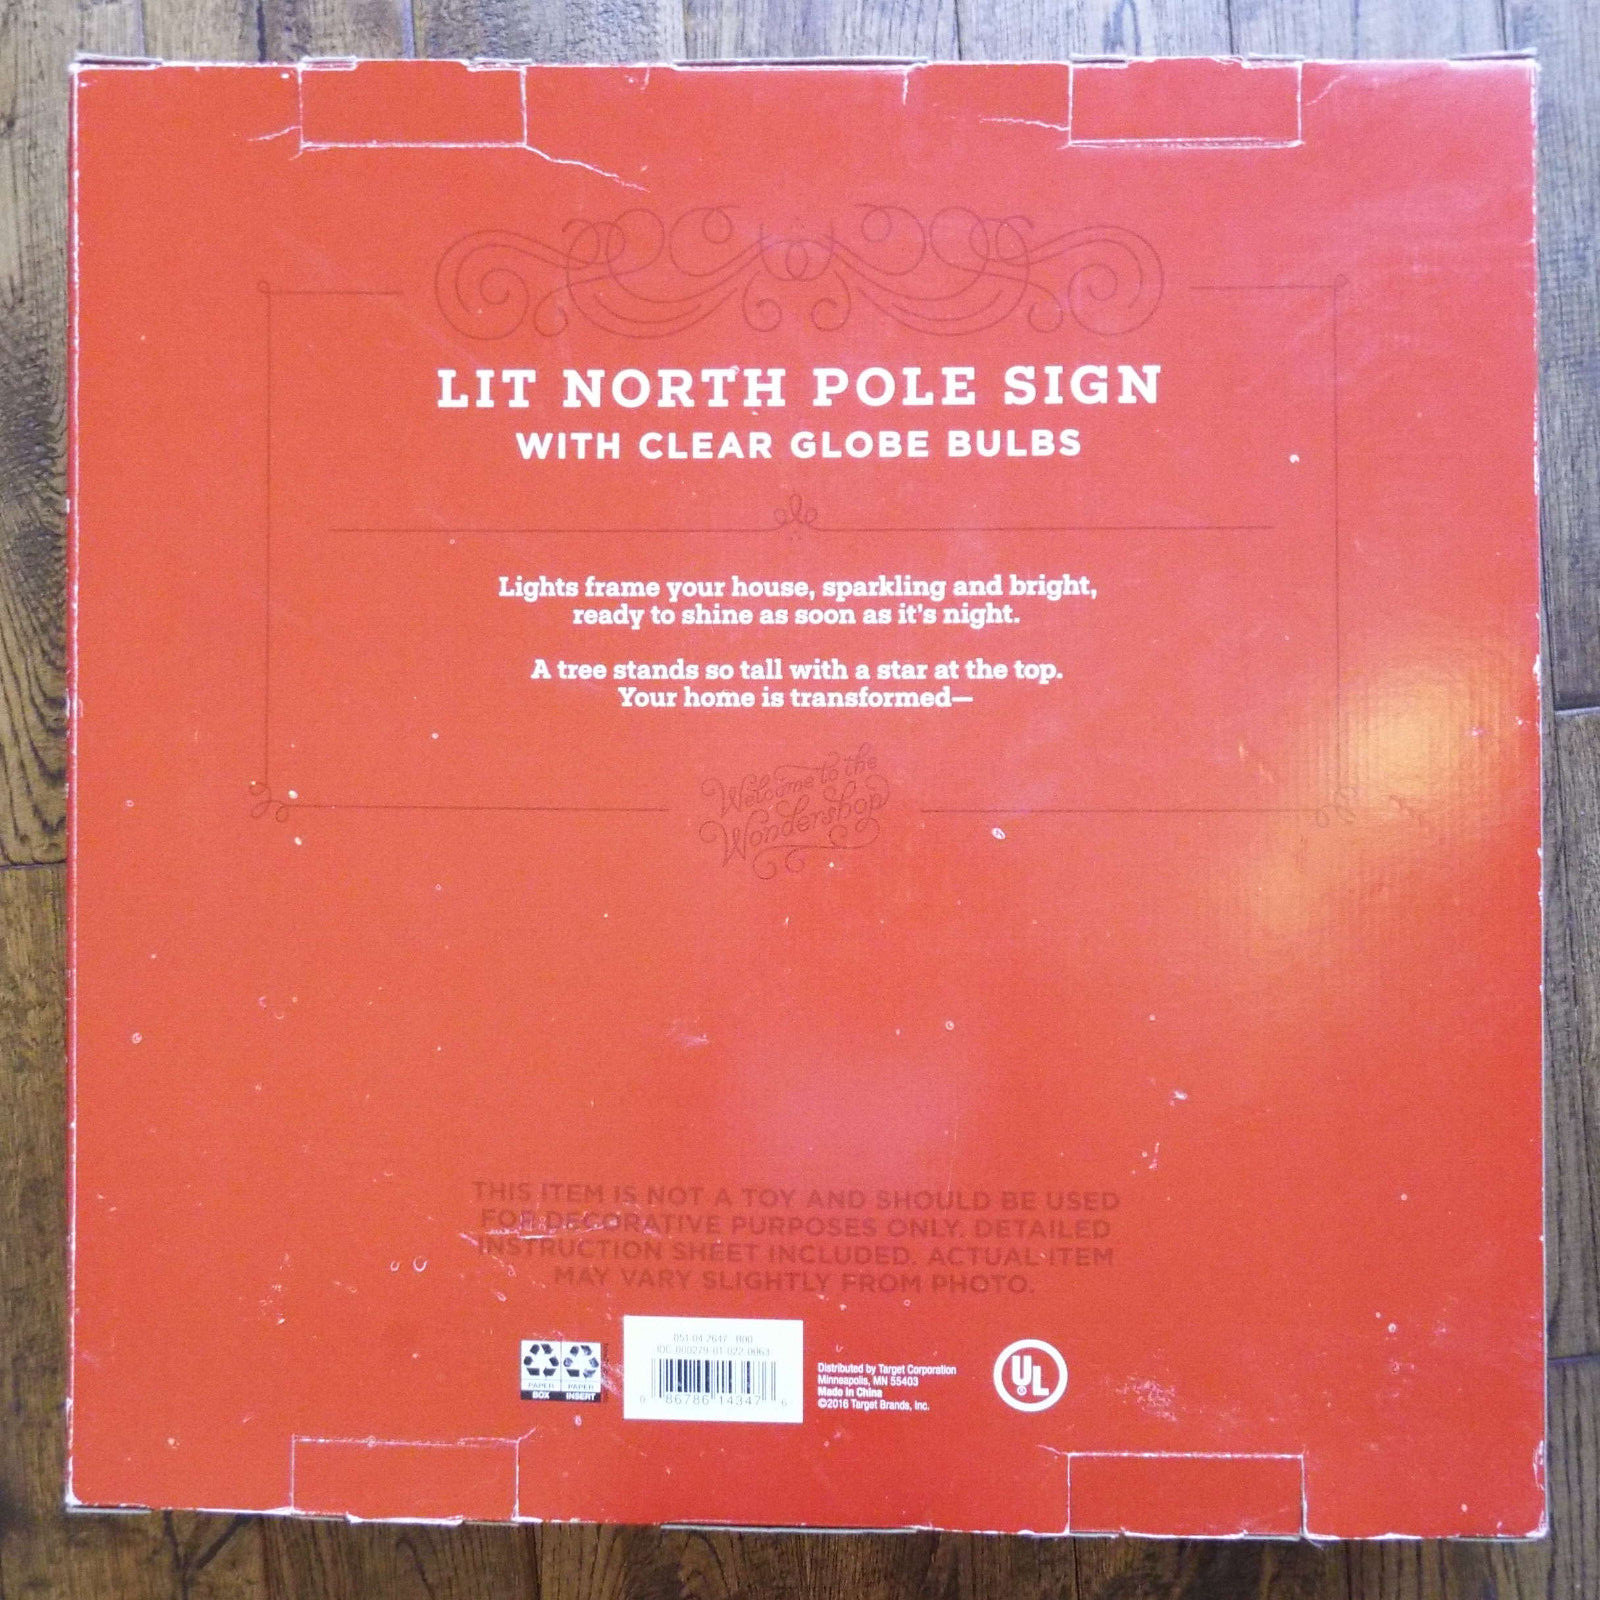 LIT NORTH POLE SIGN
WITH CLEAR GLOBE BULBS
Lights frame your house, sparkling and bright,
ready to shine as soon as it's night.
A tree stands so tall with a star at the top.
Your home is transformed—
Welcome to the
Wondershop
THIS ITEM IS NOT A TOY AND SHOULD BE USED
FOR DECORATIVE PURPOSES ONLY. DETAILED
INSTRUCTION SHEET INCLUDED. ACTUAL ITEM
MAY VARY SLIGHTLY FROM PHOTO.
PAPER PAPER
BOX INSERT
86786 14347 6
Distributed by Target Corporation
Minneapolis, MN 55403
Made in China
©2016 Target Brands, Inc.
UL
®